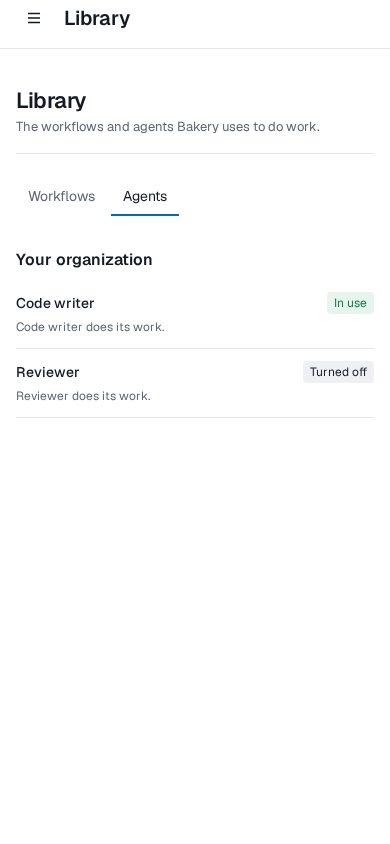 Library
Library
The workflows and agents Bakery uses to do work.
Workflows
Agents
Your organization
Code writer
In use
Code writer does its work.
Reviewer
Turned off
Reviewer does its work.